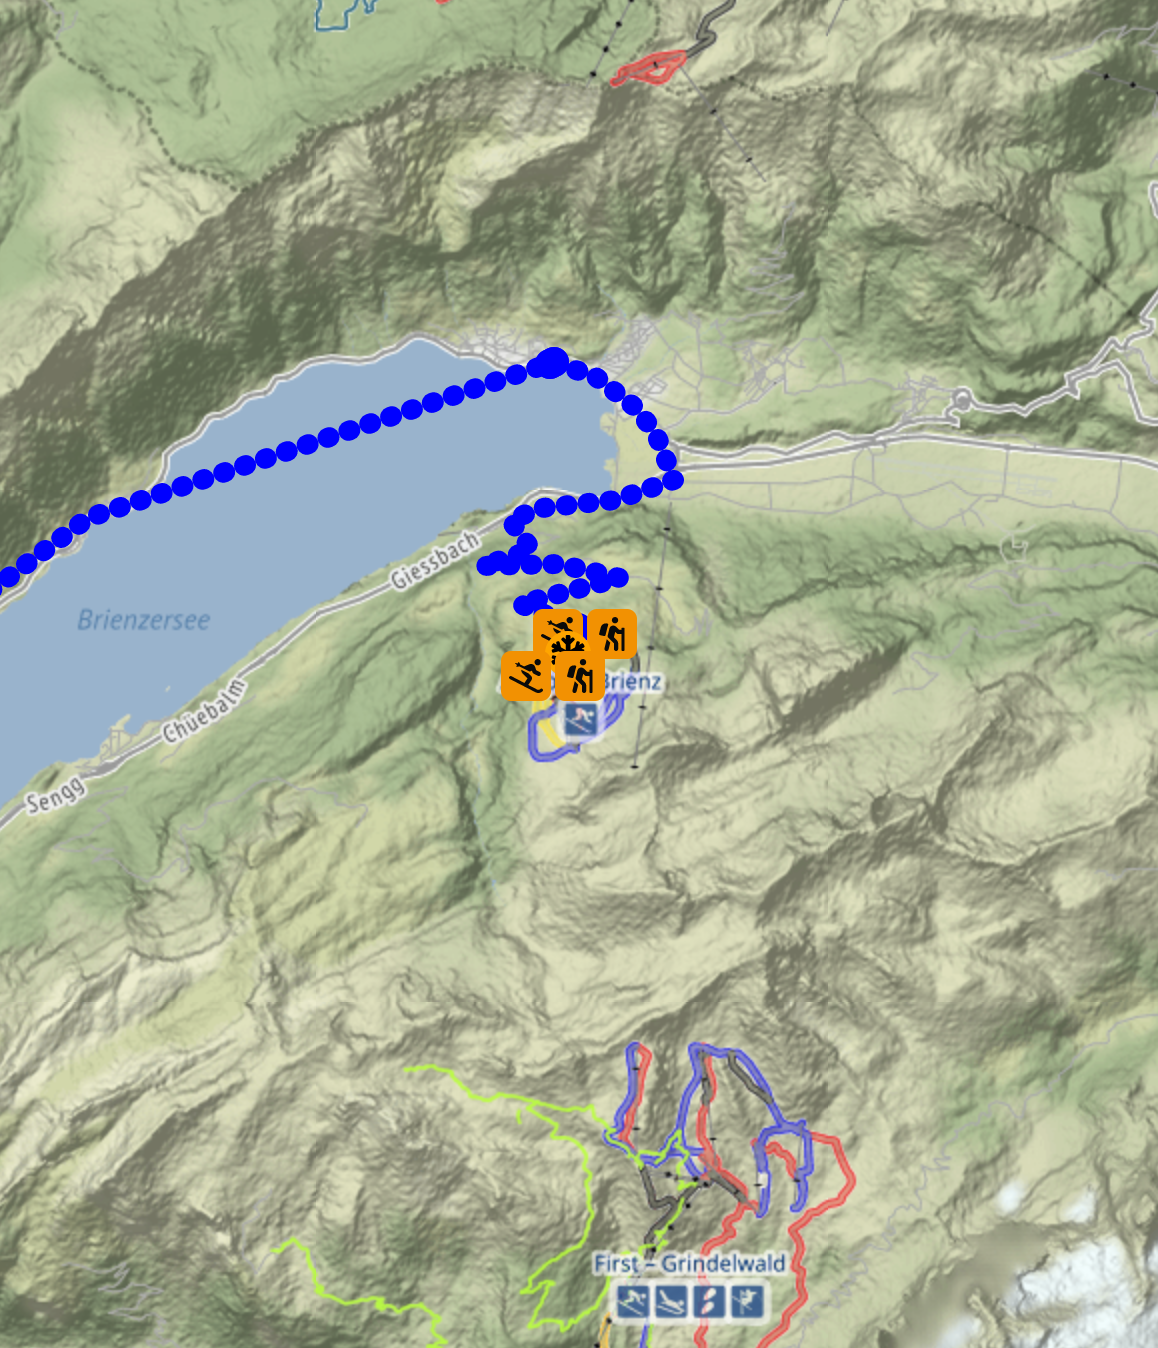 Giessbach
Brienzersee
Brienz
Chüebalm
Sengg
First – Grindelwald